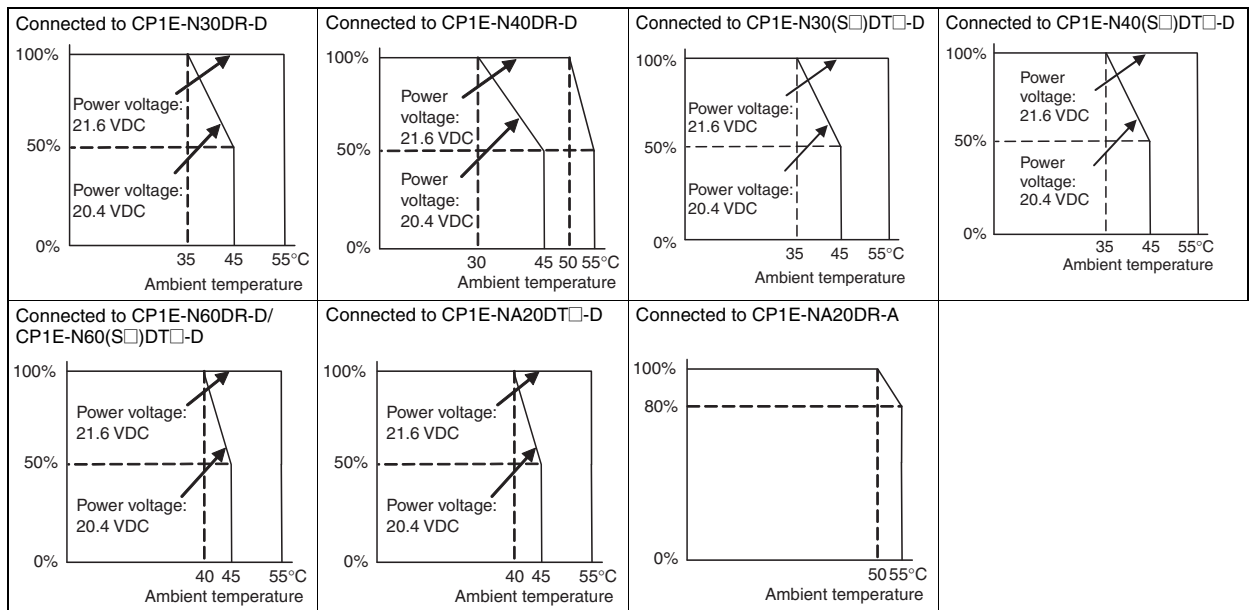 Connected to CP1E-N30DR-D
100%
Power voltage:
21.6 VDC
50%
Power voltage:
20.4 VDC
0%
35 45 55°C
Ambient temperature
Connected to CP1E-N40DR-D
100%
Power
voltage:
21.6 VDC
50%
Power
voltage:
20.4 VDC
0%
30 45 50 55°C
Ambient temperature
Connected to CP1E-N30(S□)DT□-D
100%
Power voltage:
21.6 VDC
50%
Power voltage:
20.4 VDC
0%
35 45 55°C
Ambient temperature
Connected to CP1E-N40(S□)DT□-D
100%
Power
voltage:
21.6 VDC
50%
Power
voltage:
20.4 VDC
0%
35 45 55°C
Ambient temperature
Connected to CP1E-N60DR-D/
CP1E-N60(S□)DT□-D
100%
Power voltage:
21.6 VDC
50%
Power voltage:
20.4 VDC
0%
40 45 55°C
Ambient temperature
Connected to CP1E-NA20DT□-D
100%
Power voltage:
21.6 VDC
50%
Power voltage:
20.4 VDC
0%
40 45 55°C
Ambient temperature
Connected to CP1E-NA20DR-A
100%
80%
0%
50 55°C
Ambient temperature